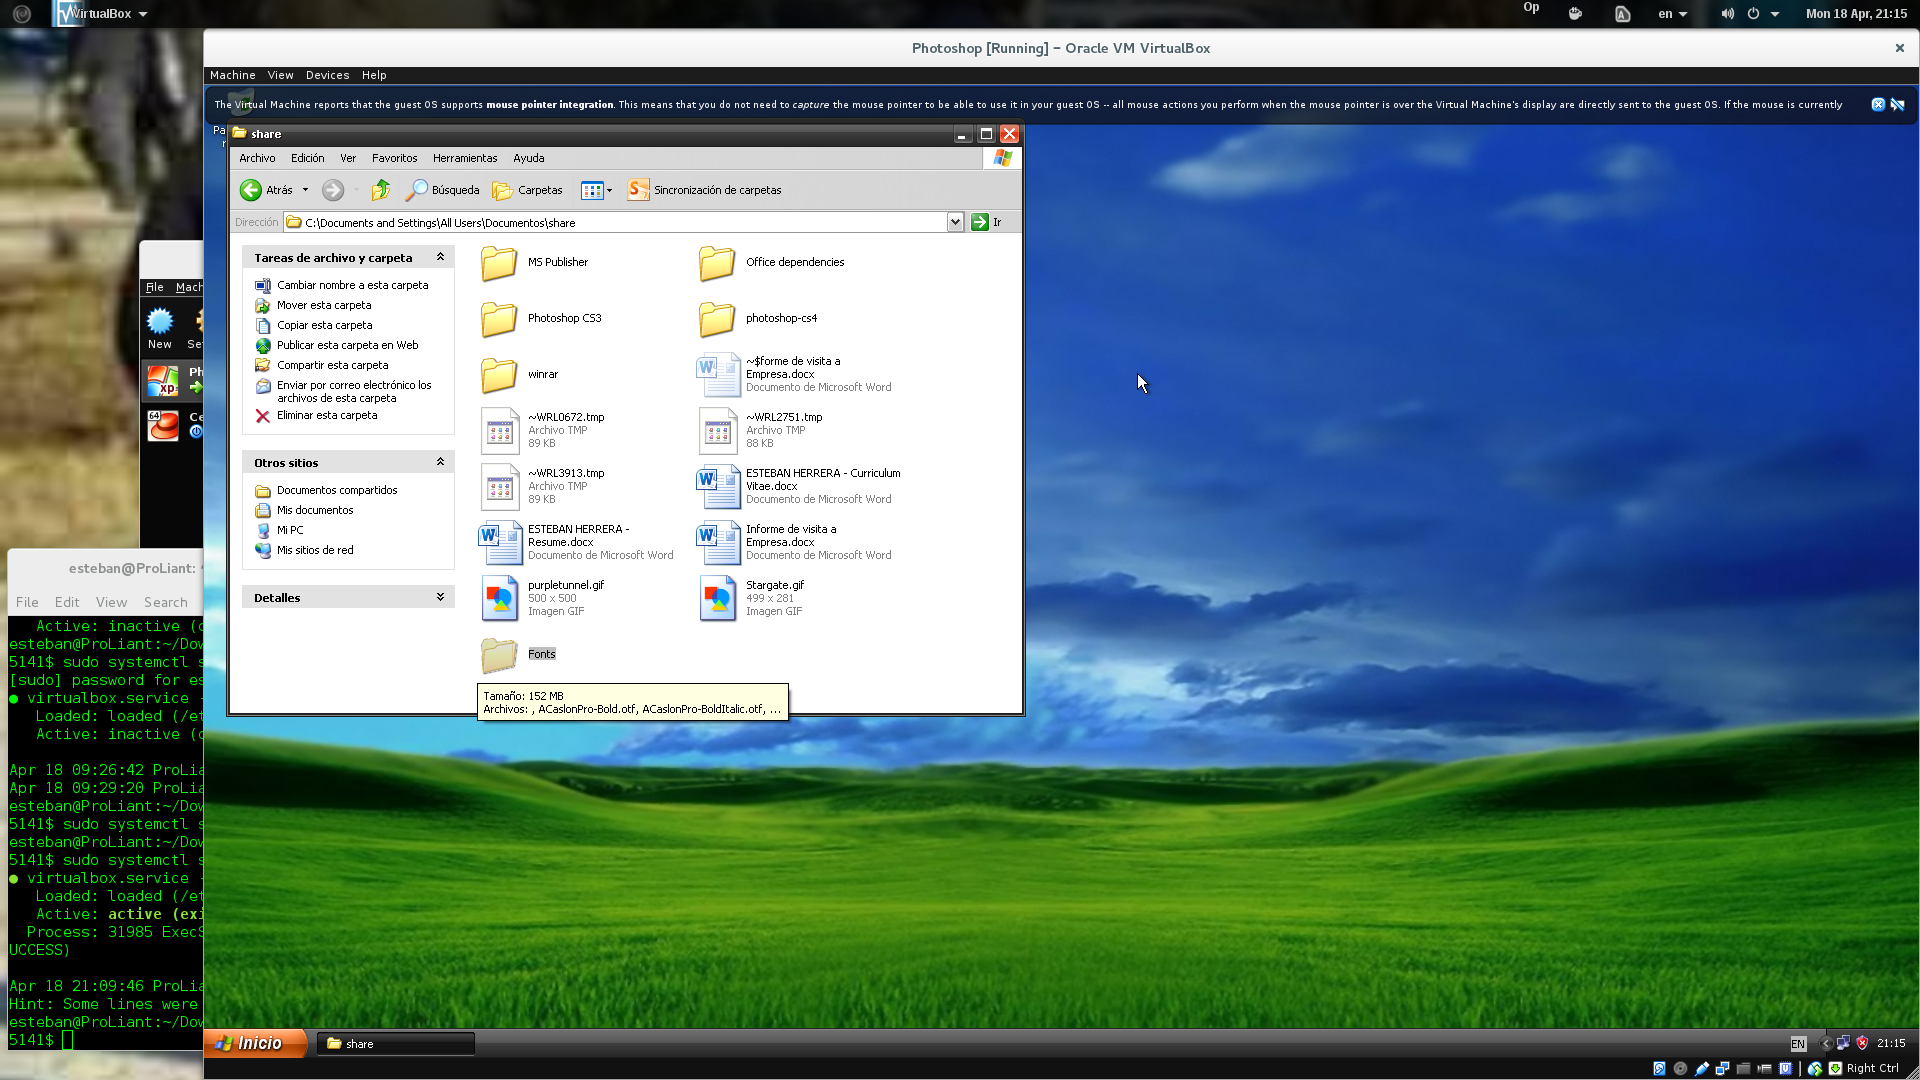 VirtualBox
Op
en
Mon 18 Apr, 21:15
Photoshop [Running] - Oracle VM VirtualBox
Machine View Devices Help
The Virtual Machine reports that the guest OS supports mouse pointer integration. This means that you do not need to capture the mouse pointer to be able to use it in your guest OS -- all mouse actions you perform when the mouse pointer is over the Virtual Machine's display are directly sent to the guest OS. If the mouse is currently
Pa
share
Archivo Edición Ver Favoritos Herramientas Ayuda
Atrás Búsqueda Carpetas Sincronización de carpetas
Dirección C:\Documents and Settings\All Users\Documentos\share Ir
Tareas de archivo y carpeta
Cambiar nombre a esta carpeta
Mover esta carpeta
Copiar esta carpeta
Publicar esta carpeta en Web
Compartir esta carpeta
Enviar por correo electrónico los
archivos de esta carpeta
Eliminar esta carpeta
Otros sitios
Documentos compartidos
Mis documentos
Mi PC
Mis sitios de red
Detalles
MS Publisher
Office dependencies
Photoshop CS3
photoshop-cs4
winrar
~$forme de visita a
Empresa.docx
Documento de Microsoft Word
~WRL0672.tmp
Archivo TMP
89 KB
~WRL2751.tmp
Archivo TMP
88 KB
~WRL3913.tmp
Archivo TMP
89 KB
ESTEBAN HERRERA - Curriculum
Vitae.docx
Documento de Microsoft Word
ESTEBAN HERRERA -
Resume.docx
Documento de Microsoft Word
Informe de visita a
Empresa.docx
Documento de Microsoft Word
purpletunnel.gif
500 x 500
Imagen GIF
Stargate.gif
499 x 281
Imagen GIF
Fonts
Tamaño: 152 MB
Archivos: , ACaslonPro-Bold.otf, ACaslonPro-BoldItalic.otf, ...
File Mach
New Se
xp Ph
64 Ce
esteban@ProLiant:
File Edit View Search
Active: inactive (
esteban@ProLiant:~/Dow
5141$ sudo systemctl s
[sudo] password for es
● virtualbox.service -
Loaded: loaded (/et
Active: inactive (
Apr 18 09:26:42 ProLia
Apr 18 09:29:20 ProLia
esteban@ProLiant:~/Dow
5141$ sudo systemctl s
esteban@ProLiant:~/Dow
5141$ sudo systemctl s
● virtualbox.service -
Loaded: loaded (/et
Active: active (exi
Process: 31985 ExecS
UCCESS)
Apr 18 21:09:46 ProLia
Hint: Some lines were
esteban@ProLiant:~/Dow
5141$
Inicio
share
EN
21:15
Right Ctrl